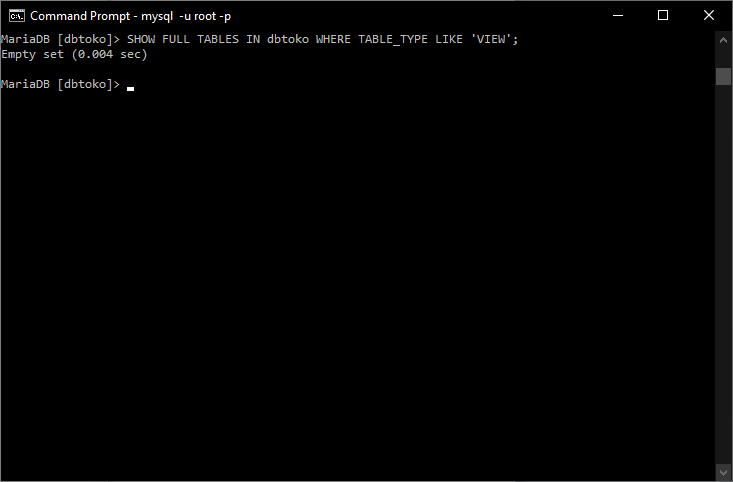 Command Prompt - mysql  -u root -p
MariaDB [dbtoko]> SHOW FULL TABLES IN dbtoko WHERE TABLE_TYPE LIKE 'VIEW';
Empty set (0.004 sec)
MariaDB [dbtoko]>